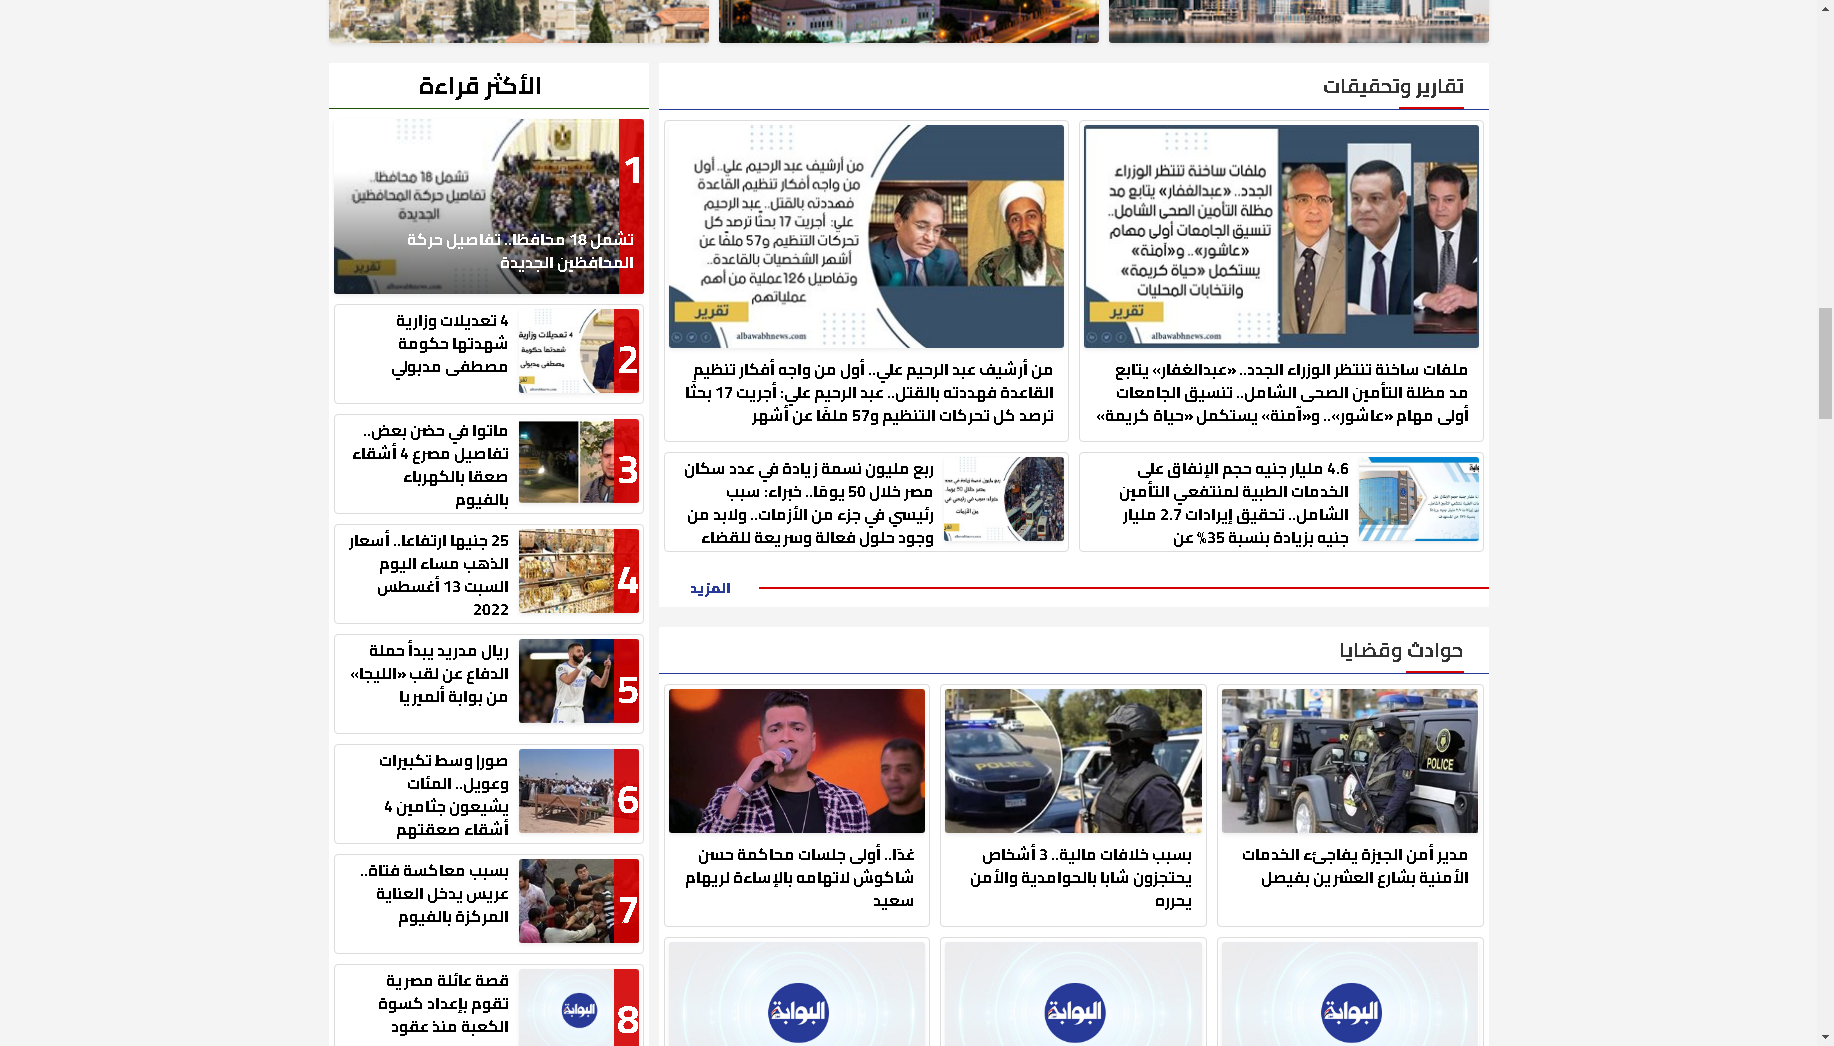 تقارير وتحقيقات
ملفات ساخنة تنتظر الوزراء
الجدد.. «عبدالغفار» يتابع مد
مظلة التأمين الصحى الشامل..
تنسيق الجامعات أولى مهام
«عاشور».. و«آمنة»
يستكمل «حياة كريمة»
وانتخابات المحليات
تقرير
albawabhnews.com
ملفات ساخنة تنتظر الوزراء الجدد.. «عبدالغفار» يتابع
مد مظلة التأمين الصحى الشامل.. تنسيق الجامعات
أولى مهام «عاشور».. و«آمنة» يستكمل «حياة كريمة»
من أرشيف عبد الرحيم علي.. أول
من واجه أفكار تنظيم القاعدة
فهددته بالقتل.. عبد الرحيم
علي: أجريت 17 بحثًا ترصد كل
تحركات التنظيم و57 ملفًا عن
أشهر الشخصيات بالقاعدة..
وتفاصيل 126عملية من أهم
عملياتهم
تقرير
albawabhnews.com
من أرشيف عبد الرحيم علي.. أول من واجه أفكار تنظيم
القاعدة فهددته بالقتل.. عبد الرحيم علي: أجريت 17 بحثًا
ترصد كل تحركات التنظيم و57 ملفًا عن أشهر
4.6 مليار جنيه حجم الإنفاق على
الخدمات الطبية لمنتفعي التأمين
الشامل.. تحقيق إيرادات 2.7 مليار
جنيه بزيادة بنسبة 35% عن
ربع مليون نسمة زيادة في عدد سكان
مصر خلال 50 يومًا.. خبراء: سبب
رئيسي في جزء من الأزمات.. ولابد من
وجود حلول فعالة وسريعة للقضاء
المزيد
حوادث وقضايا
POLICE
مدير أمن الجيزة يفاجىء الخدمات
الأمنية بشارع العشرين بفيصل
POLICE
بسبب خلافات مالية.. 3 أشخاص
يحتجزون شابا بالحوامدية والأمن
يحرره
غدًا.. أولى جلسات محاكمة حسن
شاكوش لاتهامه بالإساءة لريهام
سعيد
البوابة
البوابة
البوابة
الأكثر قراءة
1
تشمل 18 محافظا..
تفاصيل حركة المحافظين
الجديدة
تقرير
albawabhnews.com
تشمل 18 محافظا.. تفاصيل حركة
المحافظين الجديدة
2
4 تعديلات وزارية
شهدتها حكومة
مصطفى مدبولي
4 تعديلات وزارية
شهدتها حكومة
مصطفى مدبولي
3
ماتوا في حضن بعض..
تفاصيل مصرع 4 أشقاء
صعقا بالكهرباء
بالفيوم
4
25 جنيها ارتفاعا.. أسعار
الذهب مساء اليوم
السبت 13 أغسطس
2022
5
ريال مدريد يبدأ حملة
الدفاع عن لقب «الليجا»
من بوابة ألميريا
6
صور| وسط تكبيرات
وعويل.. المئات
يشيعون جثامين 4
أشقاء صعقتهم
7
بسبب معاكسة فتاة..
عريس يدخل العناية
المركزة بالفيوم
8
البوابة
قصة عائلة مصرية
تقوم بإعداد كسوة
الكعبة منذ عقود